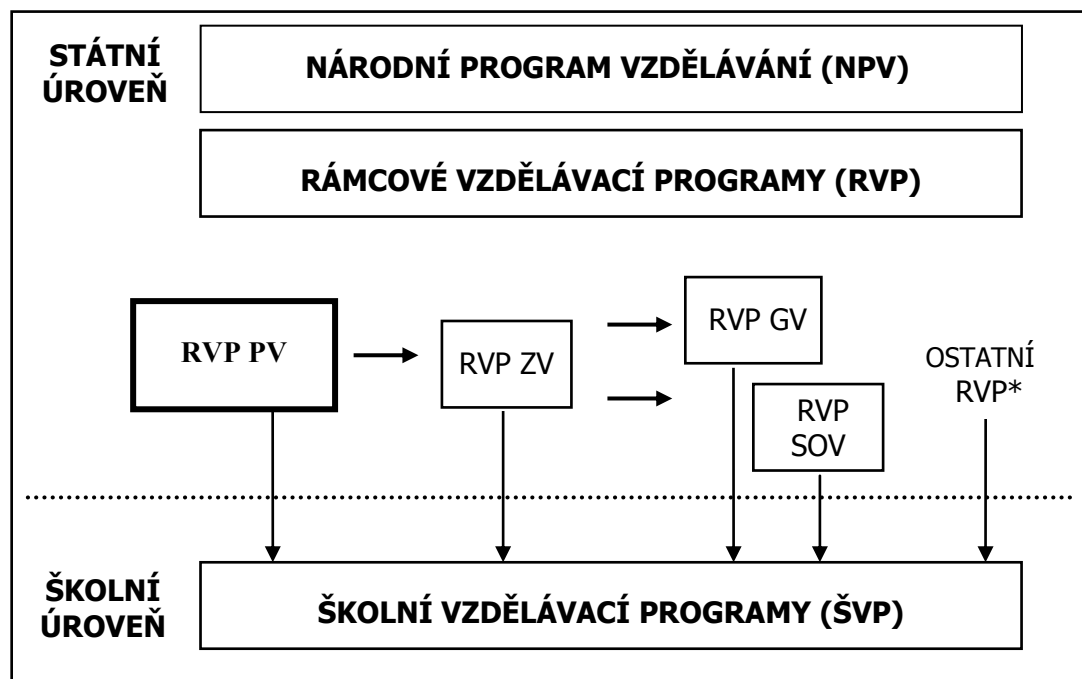 STÁTNÍ
ÚROVEŇ
NÁRODNÍ PROGRAM VZDĚLÁVÁNÍ (NPV)
RÁMCOVÉ VZDĚLÁVACÍ PROGRAMY (RVP)
RVP PV
RVP ZV
RVP GV
RVP
SOV
OSTATNÍ
RVP*
ŠKOLNÍ
ÚROVEŇ
ŠKOLNÍ VZDĚLÁVACÍ PROGRAMY (ŠVP)